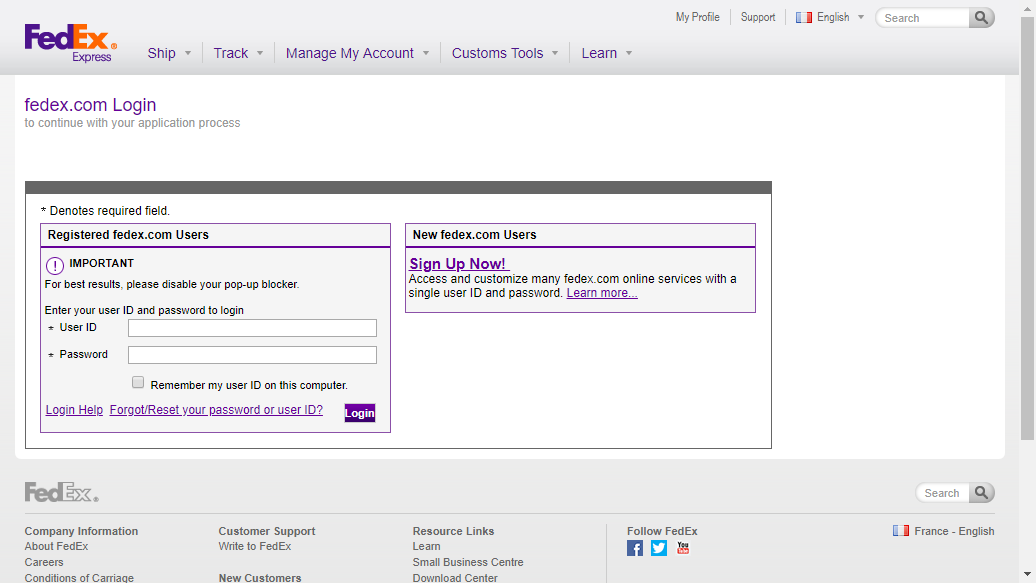 My Profile
Support
English
Search
FedEx®
Express
Ship
Track
Manage My Account
Customs Tools
Learn
fedex.com Login
to continue with your application process
* Denotes required field.
Registered fedex.com Users
! IMPORTANT
For best results, please disable your pop-up blocker.
Enter your user ID and password to login
* User ID
* Password
Remember my user ID on this computer.
Login Help
Forgot/Reset your password or user ID?
Login
New fedex.com Users
Sign Up Now!
Access and customize many fedex.com online services with a
single user ID and password. Learn more...
FedEx®
Search
Company Information
About FedEx
Careers
Conditions of Carriage
Customer Support
Write to FedEx
New Customers
Resource Links
Learn
Small Business Centre
Download Center
Follow FedEx
f
You
Tube
France - English